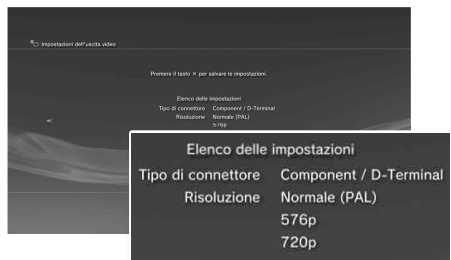 Impostazioni dell'uscita video
Premere il tasto × per salvare le impostazioni.
Elenco delle impostazioni
Tipo di connettore Component / D-Terminal
Risoluzione Normale (PAL)
576p
<
Elenco delle impostazioni
Tipo di connettore Component / D-Terminal
Risoluzione Normale (PAL)
576p
720p